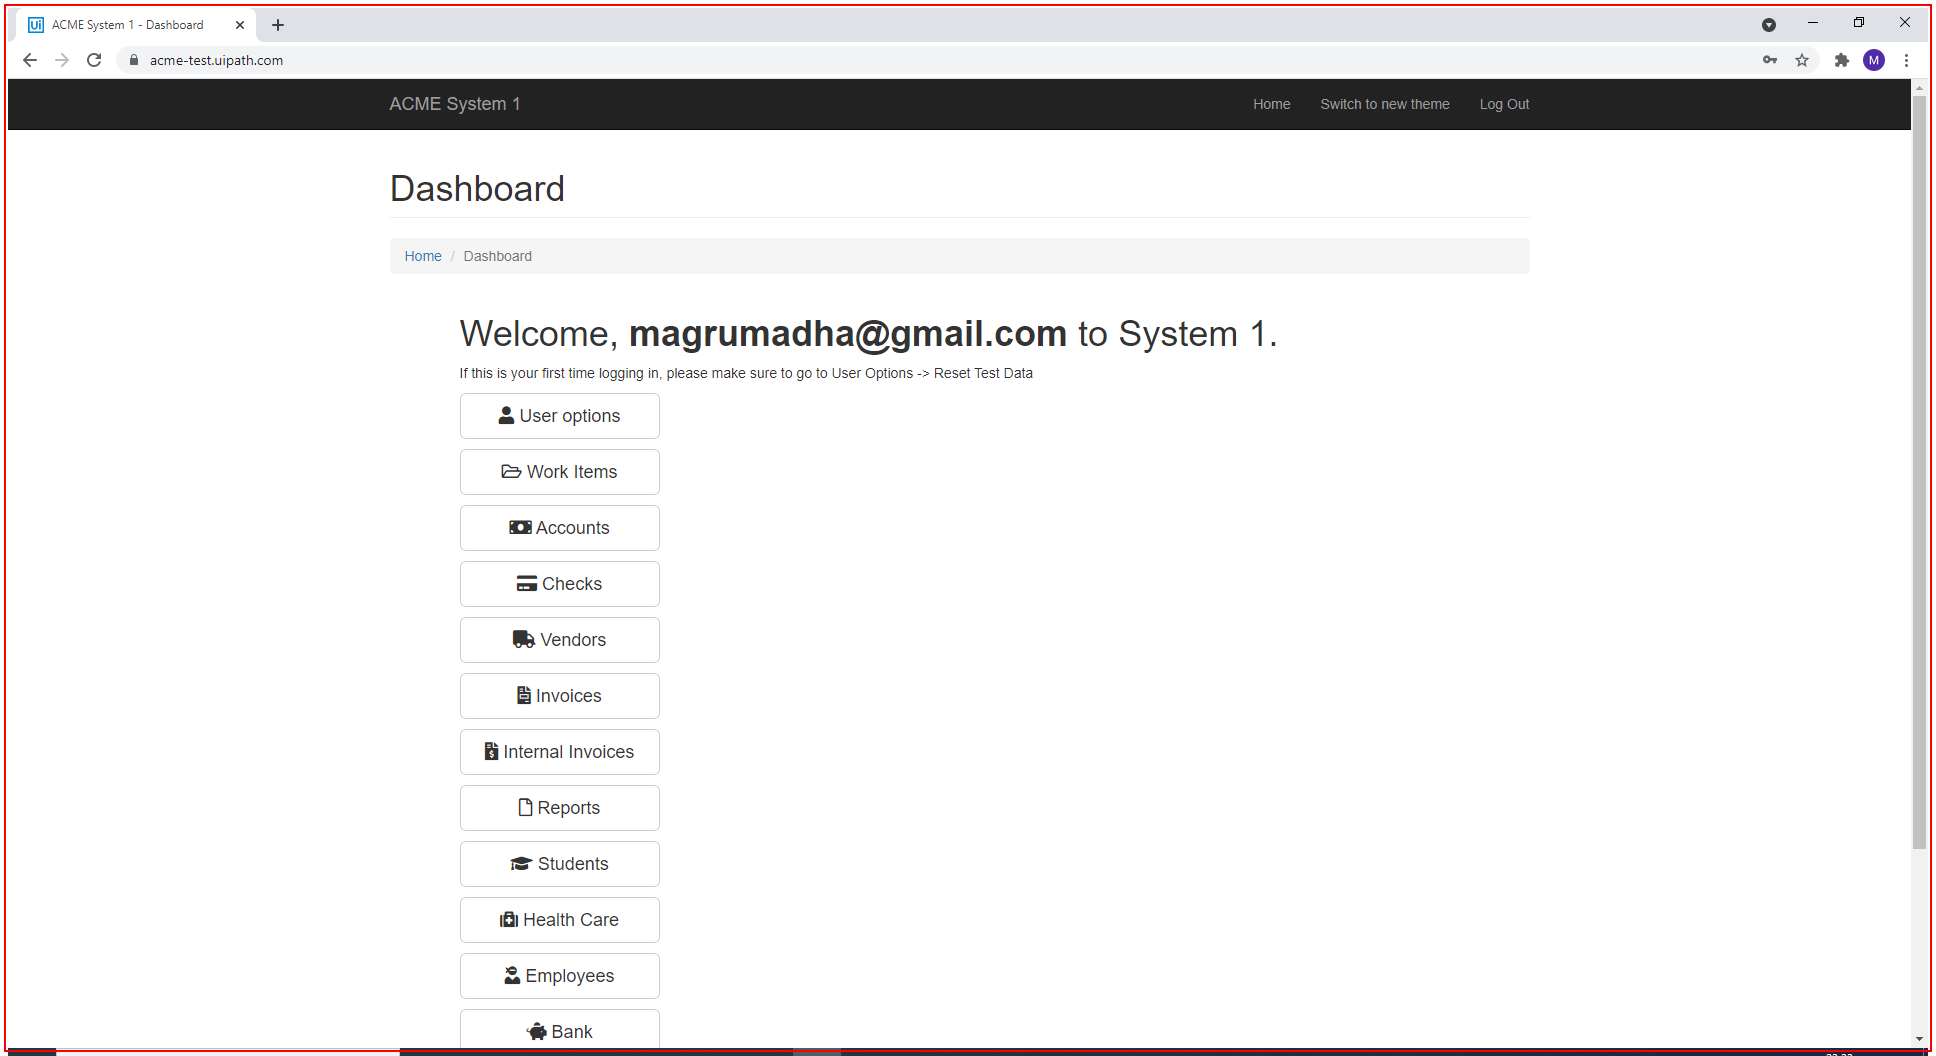 Ui ACME System 1 - Dashboard
acme-test.uipath.com
M
ACME System 1 Home Switch to new theme Log Out
Dashboard
Home / Dashboard
Welcome, magrumadha@gmail.com to System 1.
If this is your first time logging in, please make sure to go to User Options -> Reset Test Data
User options
Work Items
Accounts
Checks
Vendors
Invoices
Internal Invoices
Reports
Students
Health Care
Employees
Bank